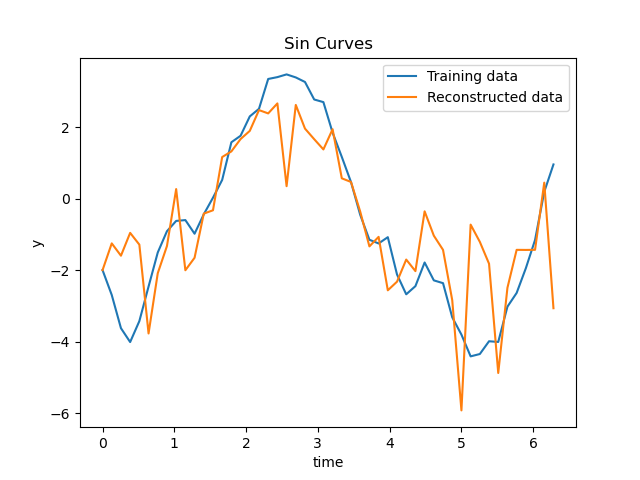 Sin Curves
Training data
Reconstructed data
y
2
0
−2
−4
−6
0 1 2 3 4 5 6
time